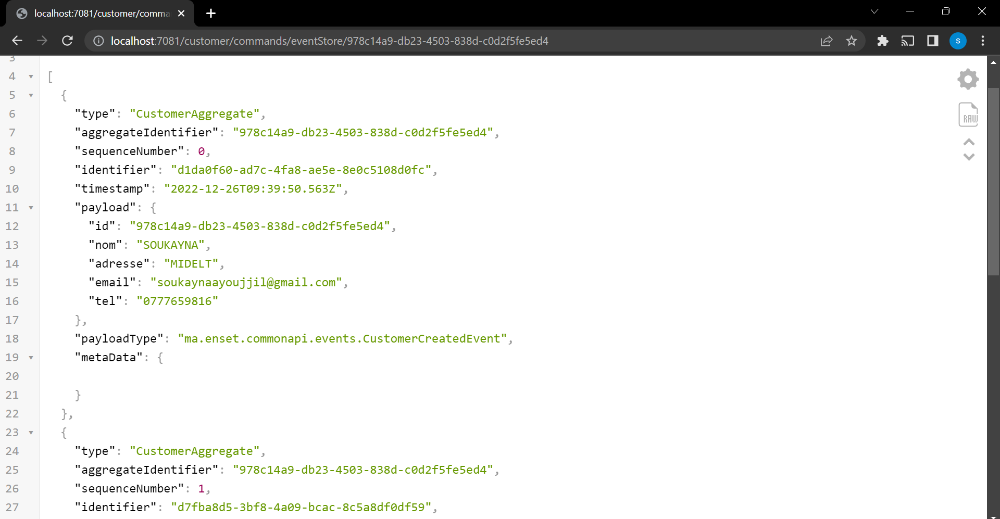 localhost:7081/customer/comma
localhost:7081/customer/commands/eventStore/978c14a9-db23-4503-838d-c0d2f5fe5ed4
S
3
4 [
5 {
6 "type": "CustomerAggregate",
7 "aggregateIdentifier": "978c14a9-db23-4503-838d-c0d2f5fe5ed4",
8 "sequenceNumber": 0,
9 "identifier": "d1da0f60-ad7c-4fa8-ae5e-8e0c5108d0fc",
10 "timestamp": "2022-12-26T09:39:50.563Z",
11 "payload": {
12 "id": "978c14a9-db23-4503-838d-c0d2f5fe5ed4",
13 "nom": "SOUKAYNA",
14 "adresse": "MIDELT",
15 "email": "soukaynaayoujjil@gmail.com",
16 "tel": "0777659816"
17 },
18 "payloadType": "ma.enset.commonapi.events.CustomerCreatedEvent",
19 "metaData": {
20
21 }
22 },
23 {
24 "type": "CustomerAggregate",
25 "aggregateIdentifier": "978c14a9-db23-4503-838d-c0d2f5fe5ed4",
26 "sequenceNumber": 1,
27 "identifier": "d7fba8d5-3bf8-4a09-bcac-8c5a8df0df59",
RAW